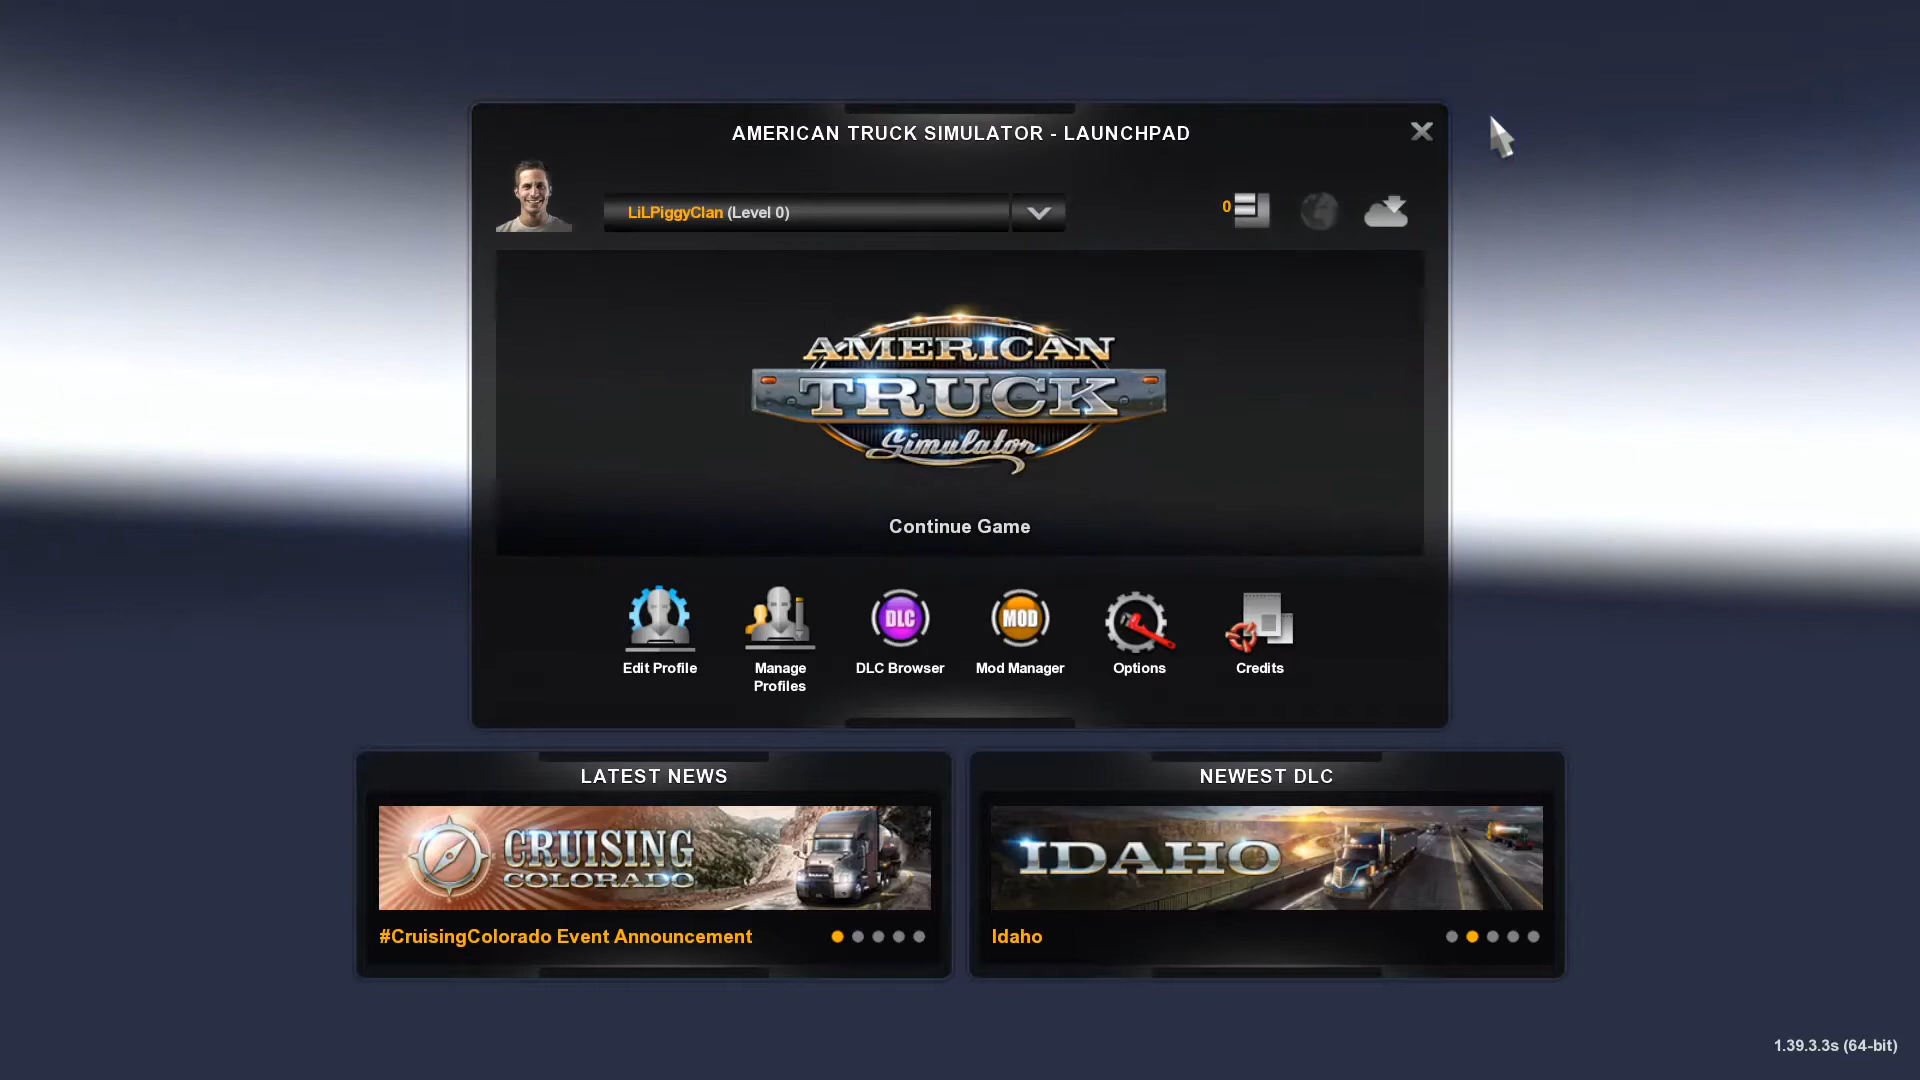 AMERICAN TRUCK SIMULATOR - LAUNCHPAD
LiLPiggyClan (Level 0)
0
AMERICAN
TRUCK
Simulator
Continue Game
Edit Profile
Manage
Profiles
DLC
DLC Browser
MOD
Mod Manager
Options
Credits
LATEST NEWS
CRUISING
COLORADO
#CruisingColorado Event Announcement
NEWEST DLC
IDAHO
Idaho
1.39.3.3s (64-bit)